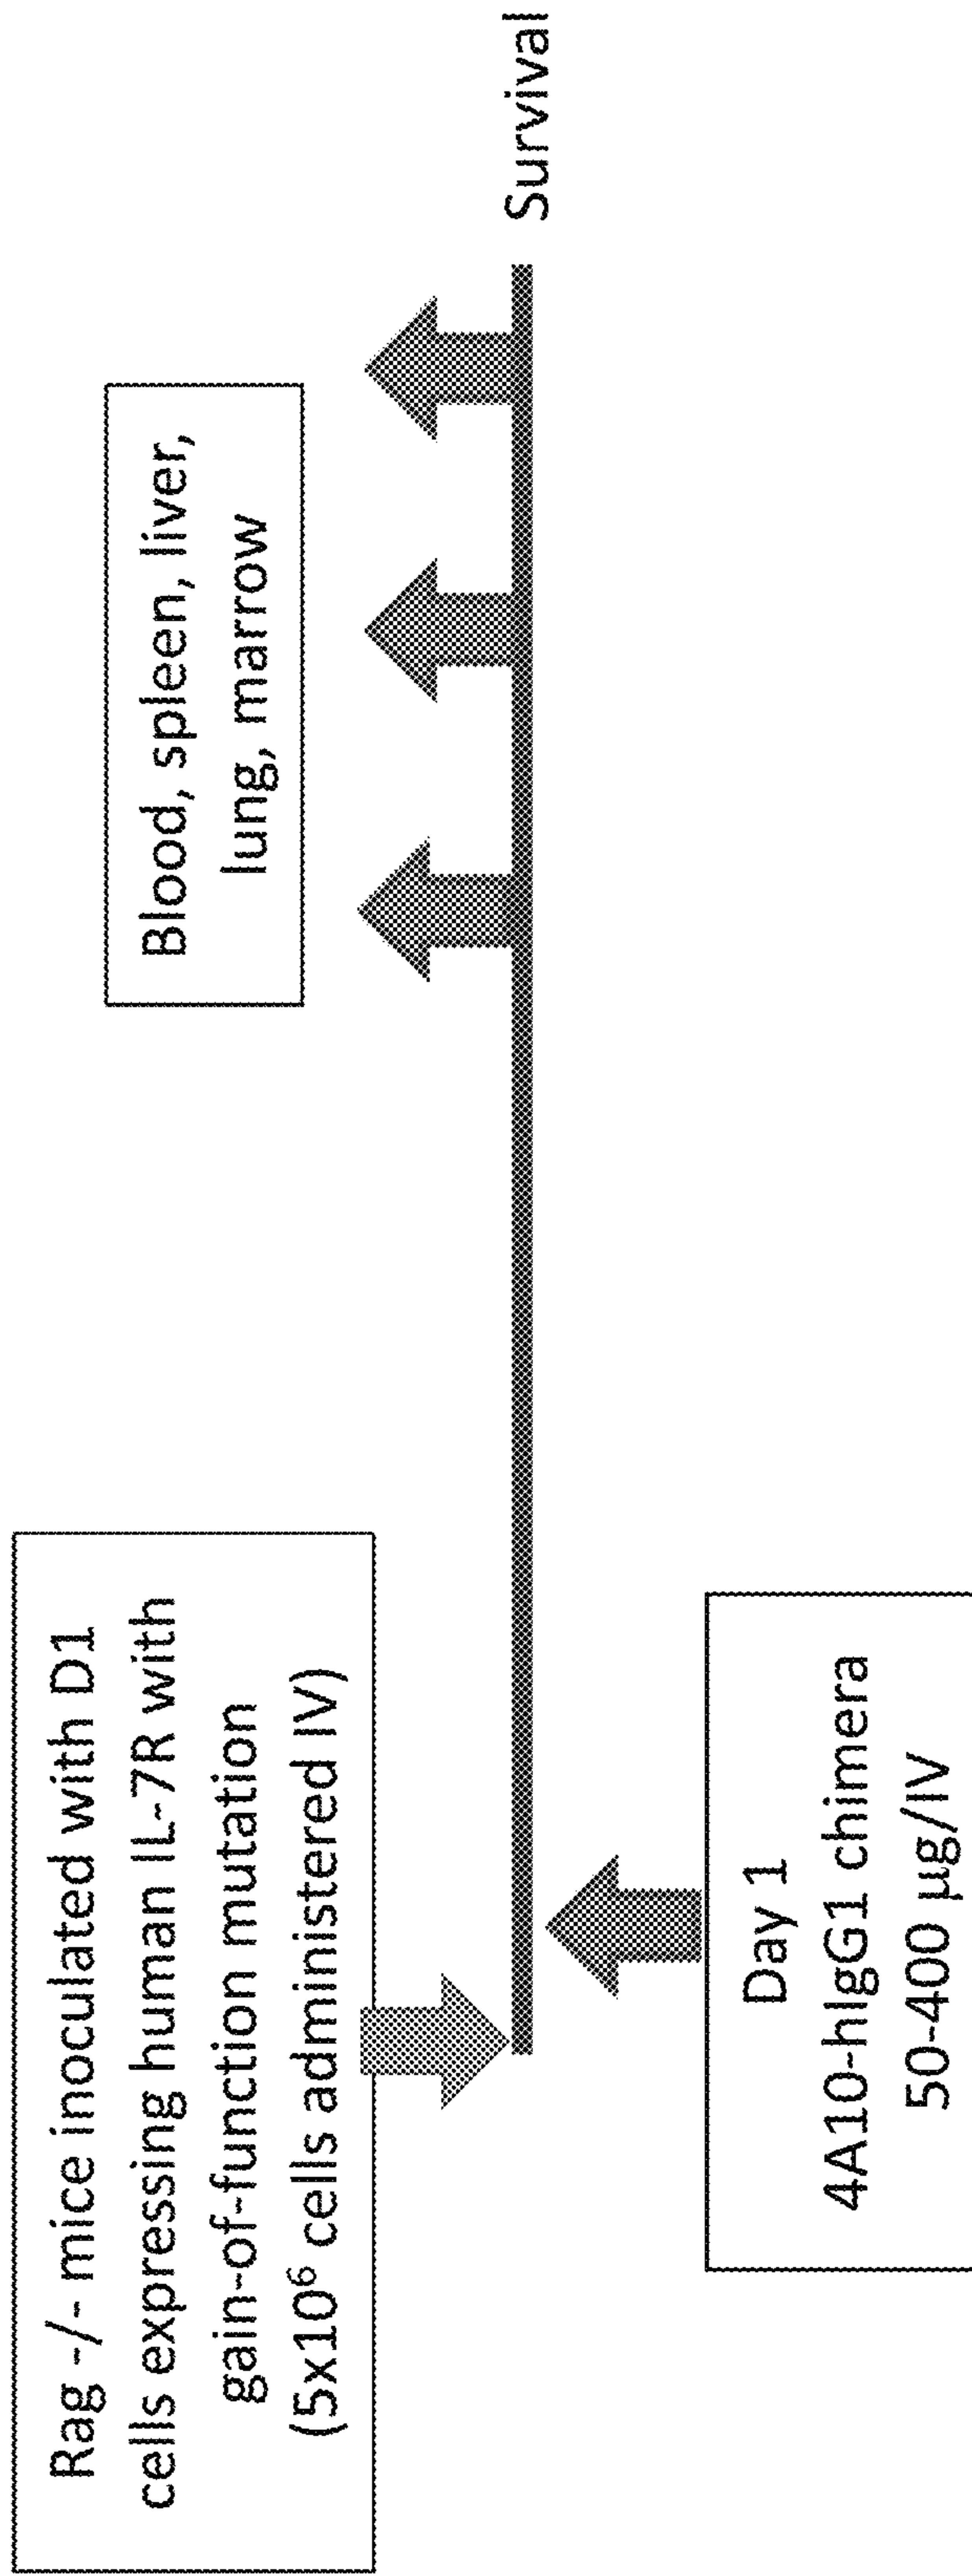 Rag -/- mice inoculated with D1
cells expressing human IL-7R with
gain-of-function mutation
(5x10⁶ cells administered IV)
Blood, spleen, liver,
lung, marrow
Survival
Day 1
4A10-hIgG1 chimera
50-400 µg/IV